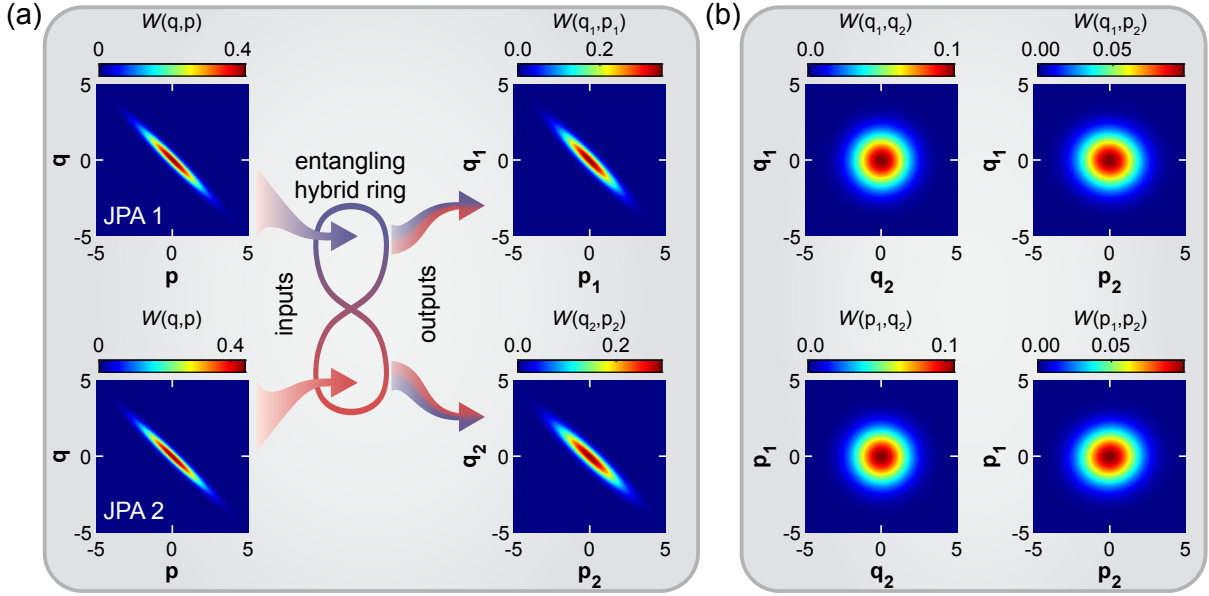 (a)
W(q,p)
0 0.4
5
0
-5
q
JPA 1
-5 0 5
p
entangling
hybrid ring
inputs
outputs
W(q1,p1)
0.0 0.2
5
0
-5
q1
-5 0 5
p1
W(q,p)
0 0.4
5
0
-5
q
JPA 2
-5 0 5
p
W(q2,p2)
0.0 0.2
5
0
-5
q2
-5 0 5
p2
(b)
W(q1,q2)
0.0 0.1
5
0
-5
q1
-5 0 5
q2
W(q1,p2)
0.00 0.05
5
0
-5
q1
-5 0 5
p2
W(p1,q2)
0.0 0.1
5
0
-5
p1
-5 0 5
q2
W(p1,p2)
0.00 0.05
5
0
-5
p1
-5 0 5
p2